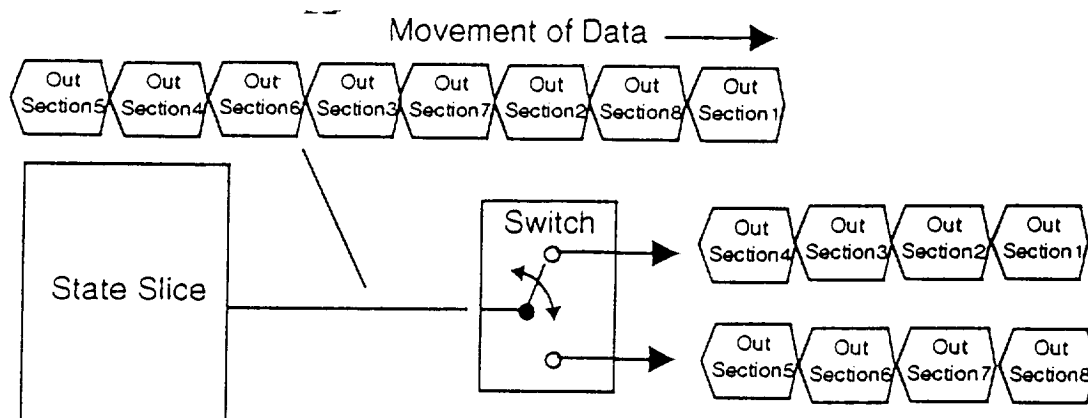 Movement of Data
Out Section5
Out Section4
Out Section6
Out Section3
Out Section7
Out Section2
Out Section8
Out Section1
State Slice
Switch
Out Section4
Out Section3
Out Section2
Out Section1
Out Section5
Out Section6
Out Section7
Out Section8